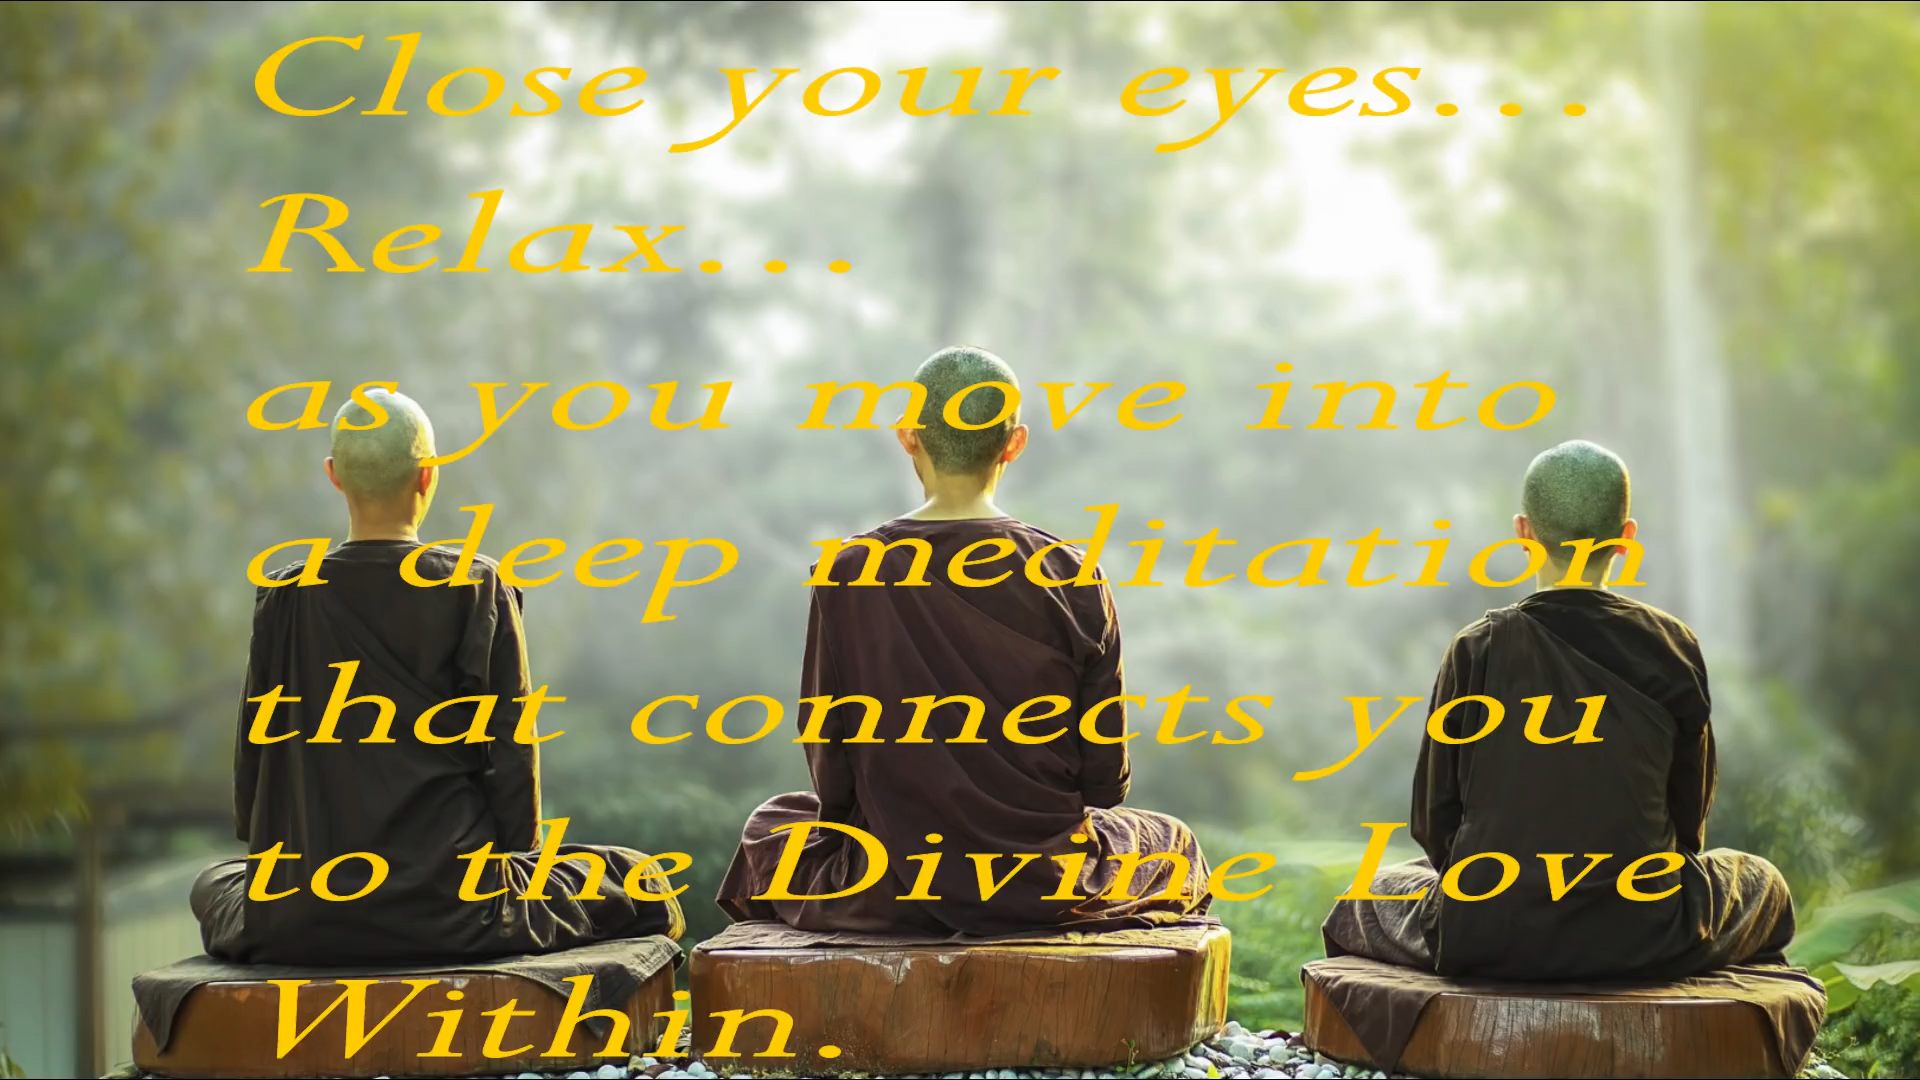 Close your eyes...
Relax...
as you move into
a deep meditation
that connects you
to the Divine Love
Within.